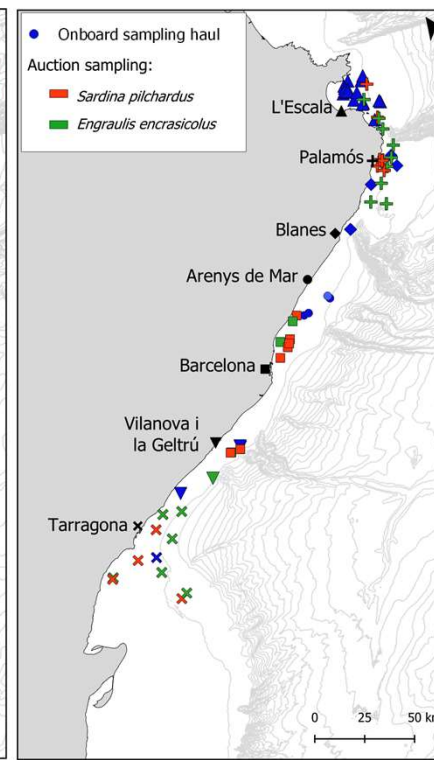 Onboard sampling haul
Auction sampling:
Sardina pilchardus
Engraulis encrasicolus
L'Escala
Palamós
Blanes
Arenys de Mar
Barcelona
Vilanova i
la Geltrú
Tarragona
0 25 50 km